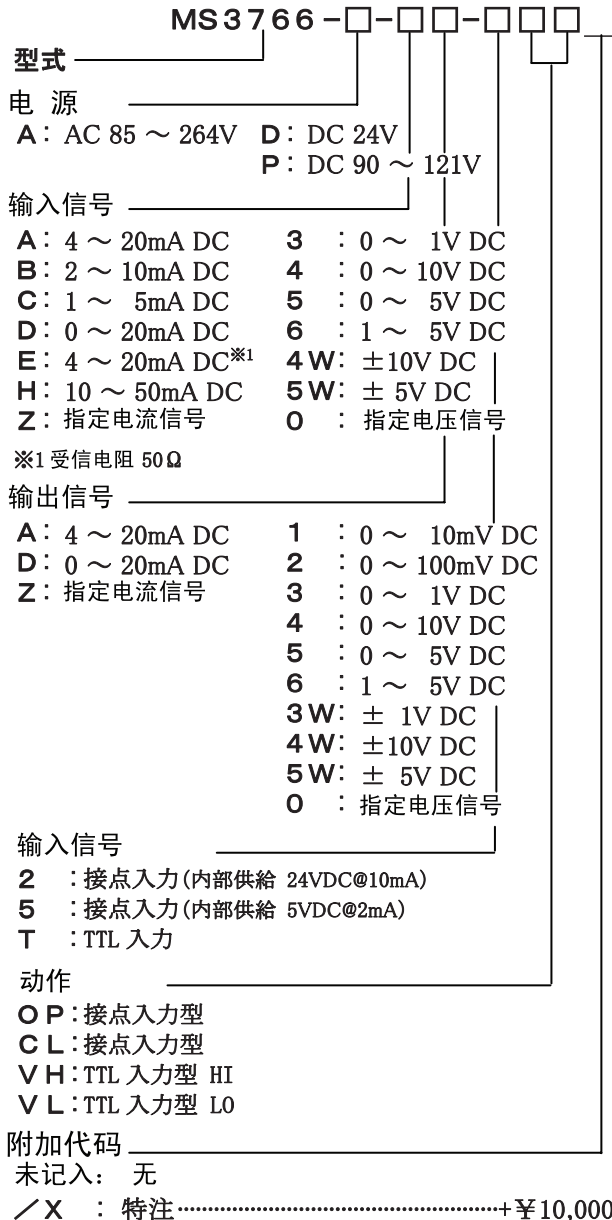 MS3766-□-□□-□□□
型式
电 源
A: AC 85 ～ 264V D: DC 24V
P: DC 90 ～ 121V
输入信号
A: 4 ～ 20mA DC 3 : 0 ～ 1V DC
B: 2 ～ 10mA DC 4 : 0 ～ 10V DC
C: 1 ～ 5mA DC 5 : 0 ～ 5V DC
D: 0 ～ 20mA DC 6 : 1 ～ 5V DC
E: 4 ～ 20mA DC※1 4W: ±10V DC
H: 10 ～ 50mA DC 5W: ± 5V DC
Z: 指定电流信号 0 : 指定电压信号
※1 受信电阻 50Ω
输出信号
A: 4 ～ 20mA DC 1 : 0 ～ 10mV DC
D: 0 ～ 20mA DC 2 : 0 ～ 100mV DC
Z: 指定电流信号 3 : 0 ～ 1V DC
4 : 0 ～ 10V DC
5 : 0 ～ 5V DC
6 : 1 ～ 5V DC
3W: ± 1V DC
4W: ±10V DC
5W: ± 5V DC
0 : 指定电压信号
输入信号
2 :接点入力(内部供給 24VDC@10mA)
5 :接点入力(内部供給 5VDC@2mA)
T :TTL 入力
动作
OP:接点入力型
CL:接点入力型
VH:TTL 入力型 HI
VL:TTL 入力型 LO
附加代码
未记入: 无
／X : 特注………………………………………+￥10,000